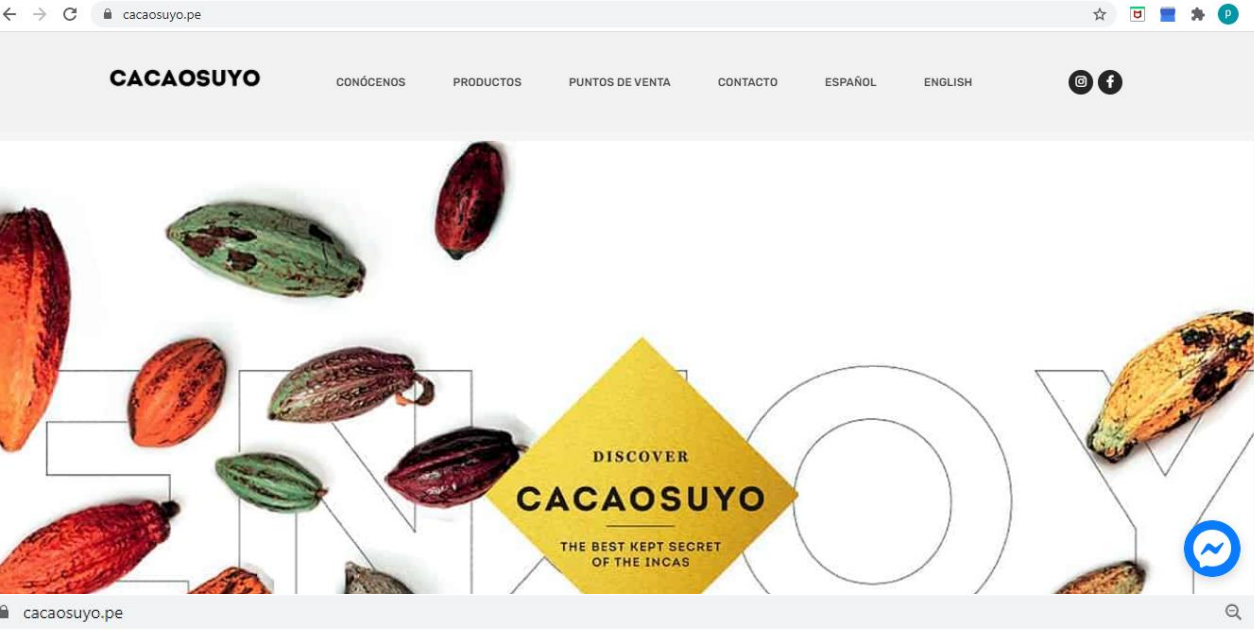 cacaosuyo.pe
P
CACAOSUYO CONÓCENOS PRODUCTOS PUNTOS DE VENTA CONTACTO ESPAÑOL ENGLISH
ENJOY
DISCOVER
CACAOSUYO
THE BEST KEPT SECRET
OF THE INCAS
cacaosuyo.pe